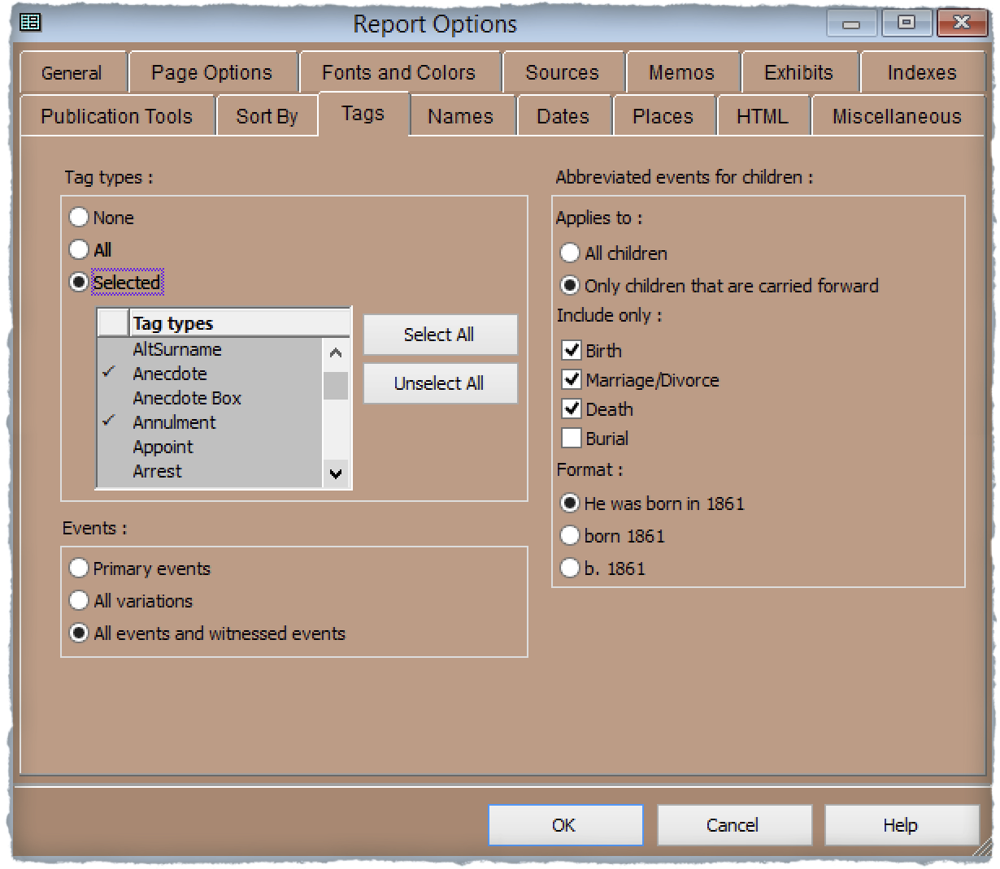 Report Options
General Page Options Fonts and Colors Sources Memos Exhibits Indexes
Publication Tools Sort By Tags Names Dates Places HTML Miscellaneous
Tag types :
None
All
Selected
Tag types
AltSurname
Anecdote
Anecdote Box
Annulment
Appoint
Arrest
Select All
Unselect All
Events :
Primary events
All variations
All events and witnessed events
Abbreviated events for children :
Applies to :
All children
Only children that are carried forward
Include only :
Birth
Marriage/Divorce
Death
Burial
Format :
He was born in 1861
born 1861
b. 1861
OK Cancel Help